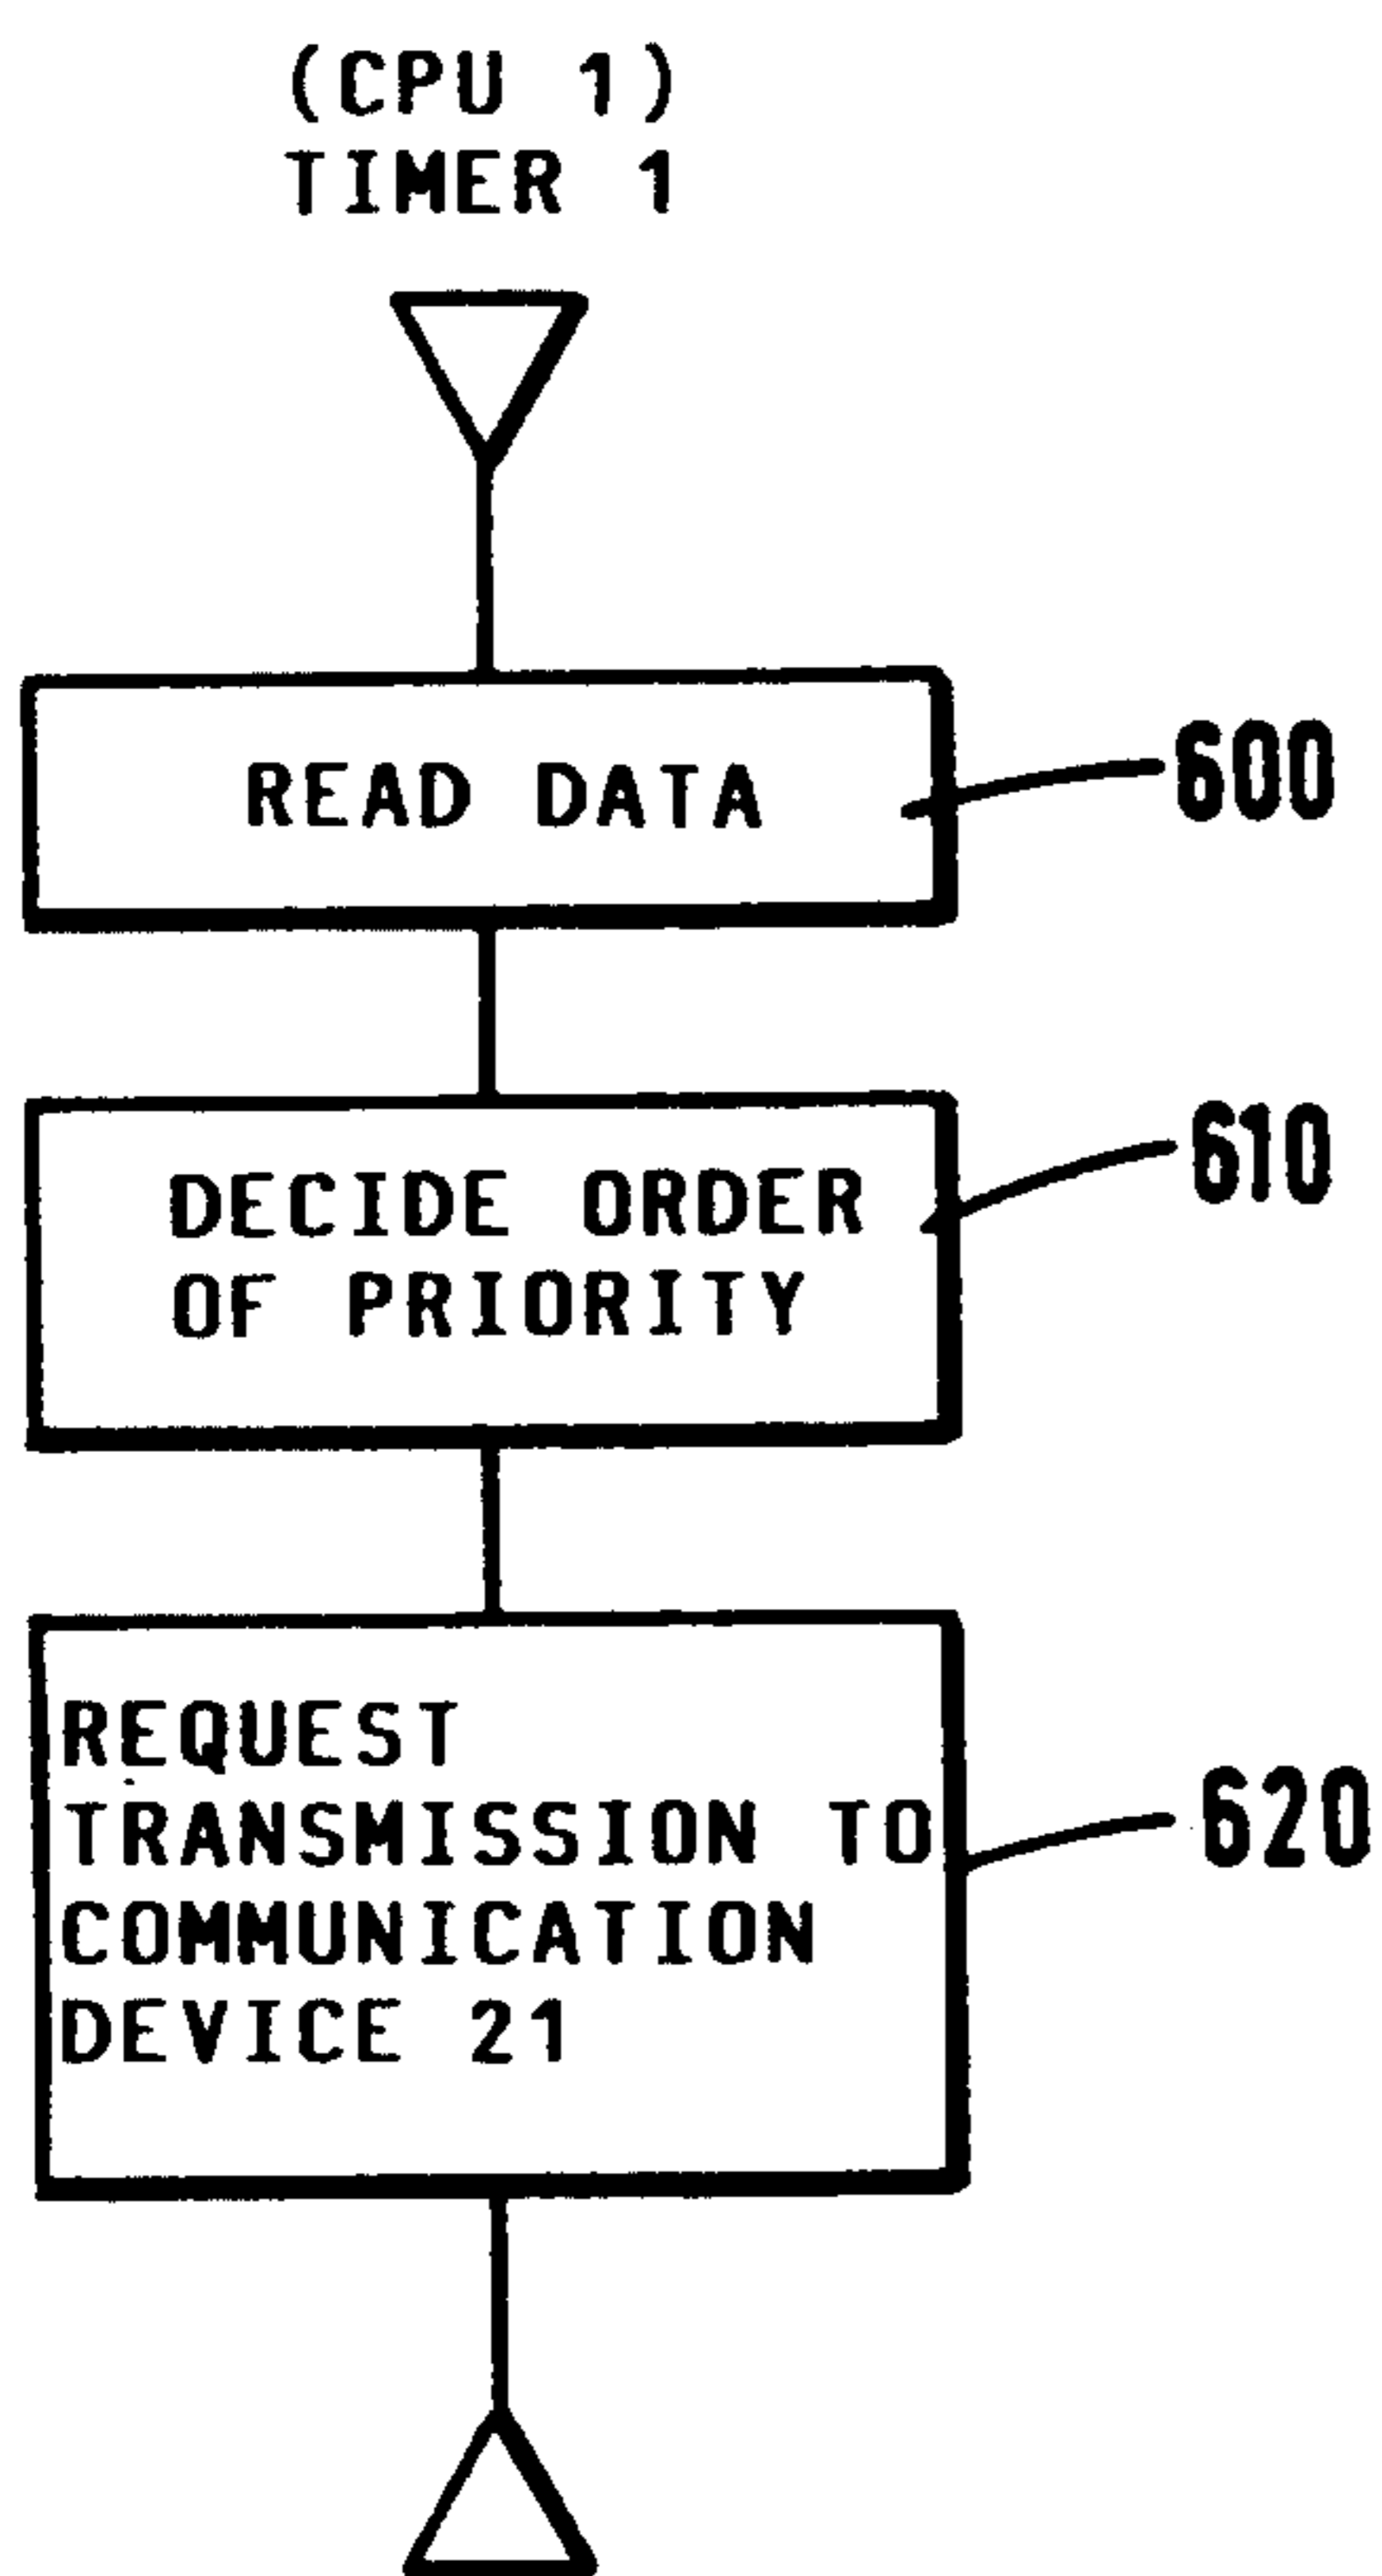 (CPU 1)
TIMER 1
READ DATA
600
DECIDE ORDER
OF PRIORITY
610
REQUEST
TRANSMISSION TO
COMMUNICATION
DEVICE 21
620